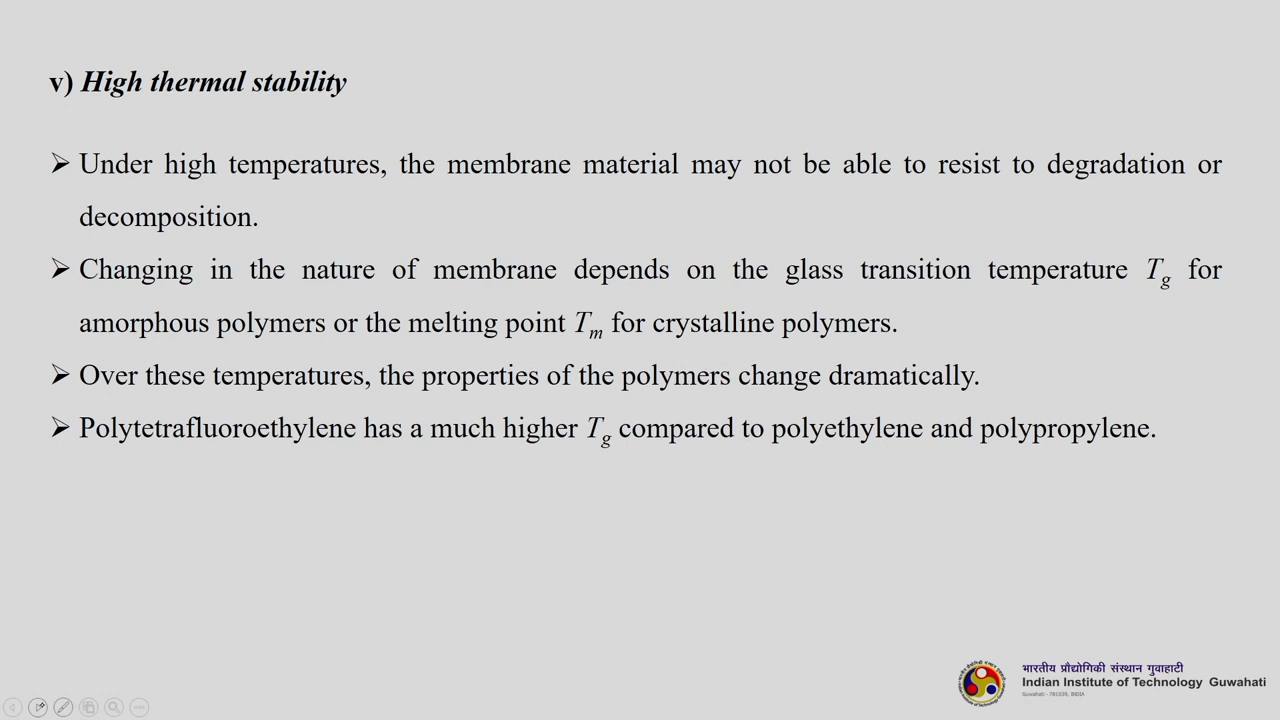 v) High thermal stability
➢ Under high temperatures, the membrane material may not be able to resist to degradation or
decomposition.
➢ Changing in the nature of membrane depends on the glass transition temperature Tg for
amorphous polymers or the melting point Tm for crystalline polymers.
➢ Over these temperatures, the properties of the polymers change dramatically.
➢ Polytetrafluoroethylene has a much higher Tg compared to polyethylene and polypropylene.
भारतीय प्रौद्योगिकी संस्थान गुवाहाटी
Indian Institute of Technology Guwahati
Guwahati - 781039, INDIA